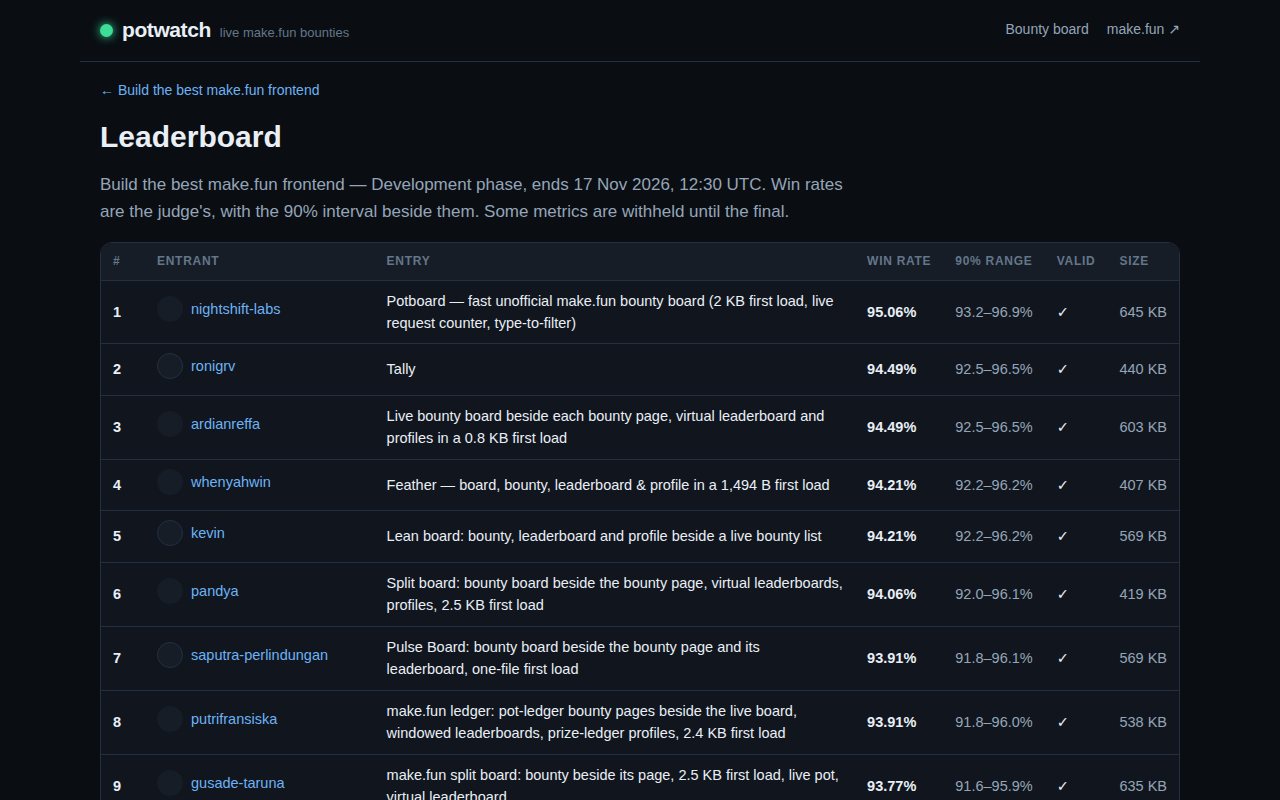 potwatch live make.fun bounties
Bounty board make.fun ↗
← Build the best make.fun frontend
Leaderboard
Build the best make.fun frontend — Development phase, ends 17 Nov 2026, 12:30 UTC. Win rates
are the judge's, with the 90% interval beside them. Some metrics are withheld until the final.
# ENTRANT ENTRY WIN RATE 90% RANGE VALID SIZE
1 nightshift-labs Potboard — fast unofficial make.fun bounty board (2 KB first load, live
request counter, type-to-filter) 95.06% 93.2–96.9% ✓ 645 KB
2 ronigrv Tally 94.49% 92.5–96.5% ✓ 440 KB
3 ardianreffa Live bounty board beside each bounty page, virtual leaderboard and
profiles in a 0.8 KB first load 94.49% 92.5–96.5% ✓ 603 KB
4 whenyahwin Feather — board, bounty, leaderboard & profile in a 1,494 B first load 94.21% 92.2–96.2% ✓ 407 KB
5 kevin Lean board: bounty, leaderboard and profile beside a live bounty list 94.21% 92.2–96.2% ✓ 569 KB
6 pandya Split board: bounty board beside the bounty page, virtual leaderboards,
profiles, 2.5 KB first load 94.06% 92.0–96.1% ✓ 419 KB
7 saputra-perlindungan Pulse Board: bounty board beside the bounty page and its
leaderboard, one-file first load 93.91% 91.8–96.1% ✓ 569 KB
8 putrifransiska make.fun ledger: pot-ledger bounty pages beside the live board,
windowed leaderboards, prize-ledger profiles, 2.4 KB first load 93.91% 91.8–96.0% ✓ 538 KB
9 gusade-taruna make.fun split board: bounty beside its page, 2.5 KB first load, live pot,
virtual leaderboard 93.77% 91.6–95.9% ✓ 635 KB